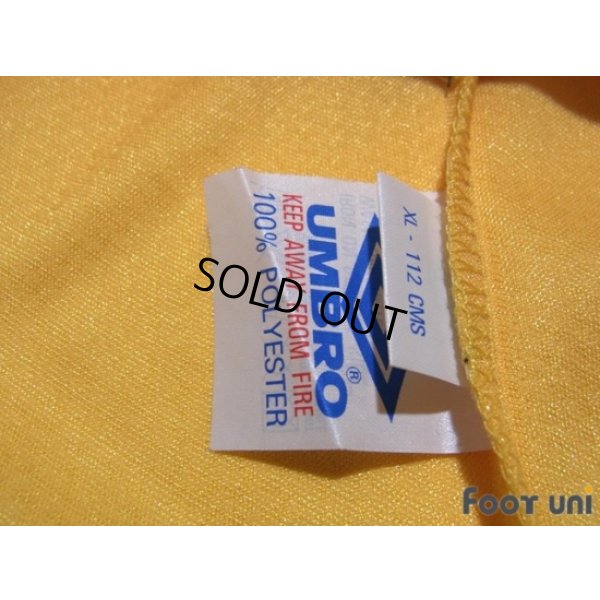 XL - 112 CMS
UMBRO®
KEEP AWAY FROM FIRE
100% POLYESTER
SOLD OUT
FOOT UNI